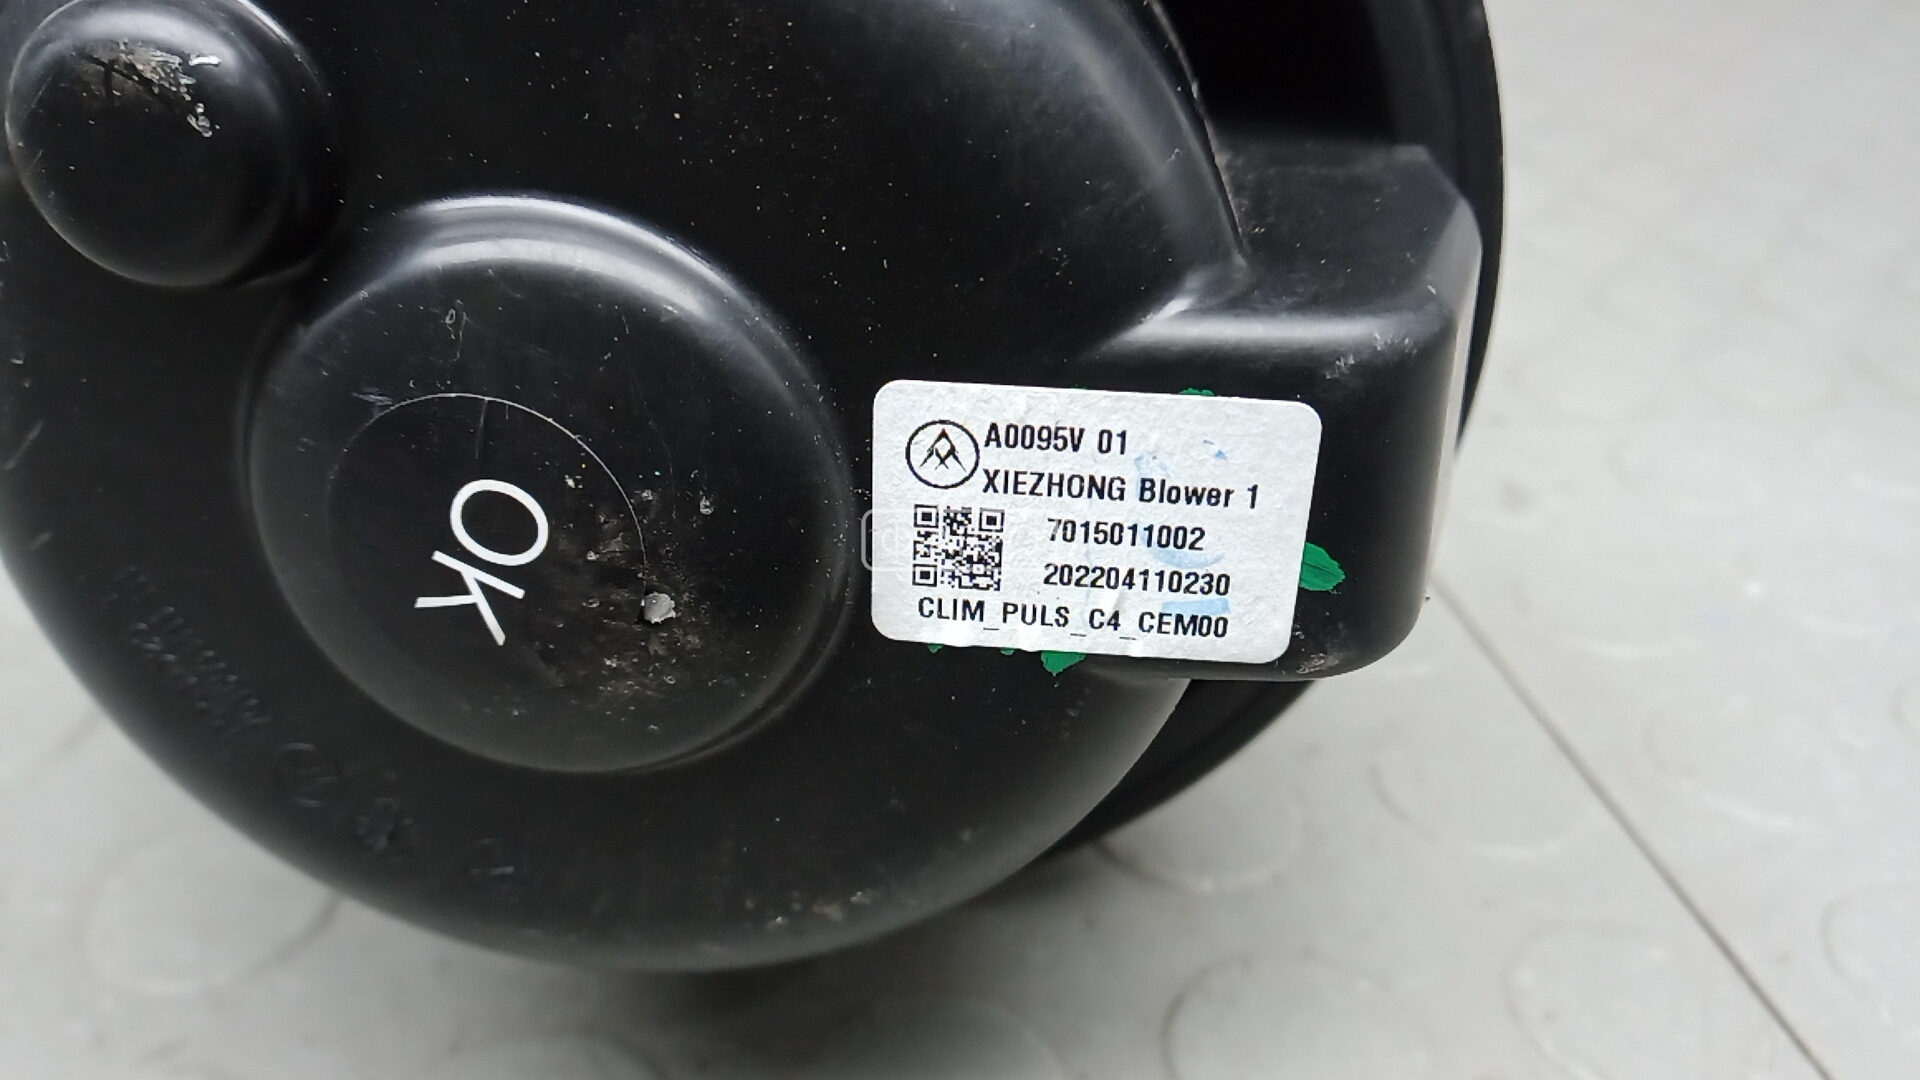 A0095V 01
XIEZHONG Blower 1
7015011002
202204110230
CLIM_PULS_C4_CEM00
OK